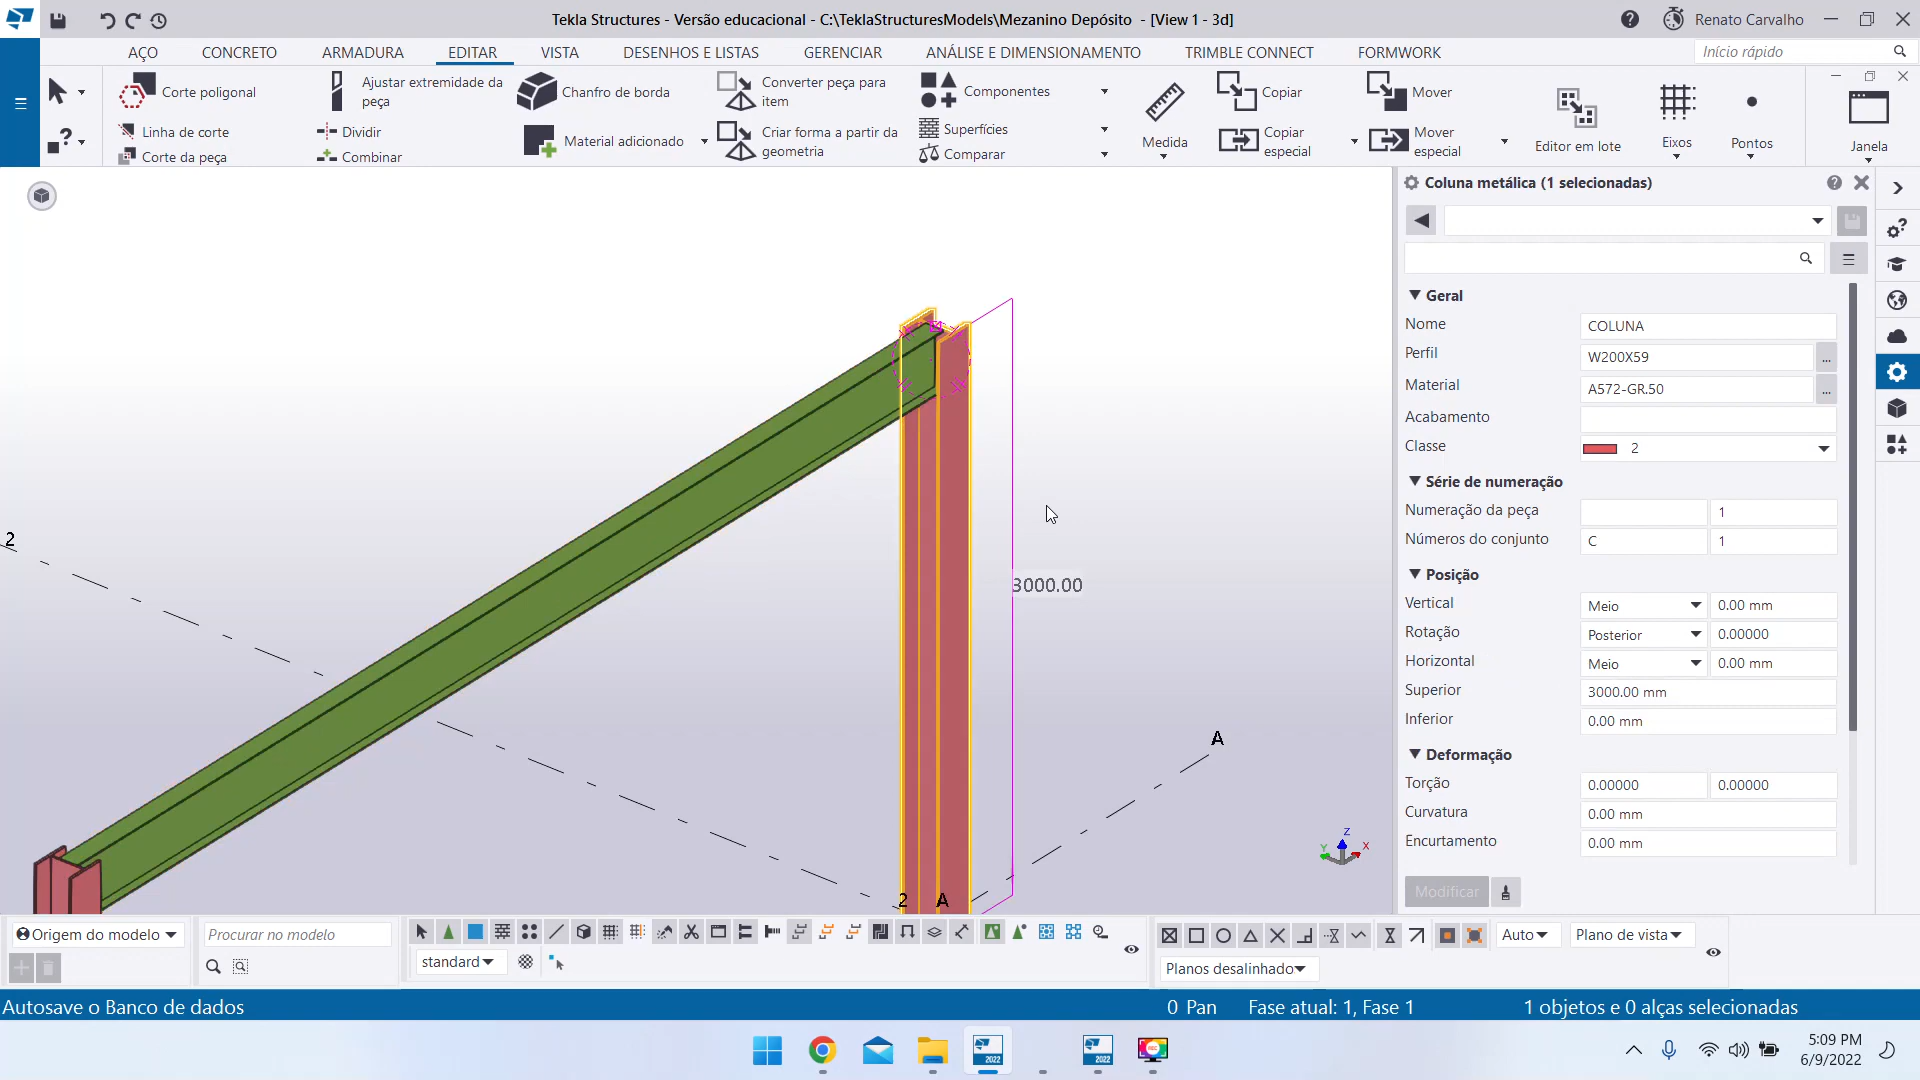 Tekla Structures - Versão educacional - C:\TeklaStructuresModels\Mezanino Depósito - [View 1 - 3d]
Renato Carvalho
AÇO
CONCRETO
ARMADURA
EDITAR
VISTA
DESENHOS E LISTAS
GERENCIAR
ANÁLISE E DIMENSIONAMENTO
TRIMBLE CONNECT
FORMWORK
Início rápido
Corte poligonal
Linha de corte
Corte da peça
Ajustar extremidade da
peça
Dividir
Combinar
Chanfro de borda
Material adicionado
Converter peça para
item
Criar forma a partir da
geometria
Componentes
Superfícies
Comparar
Medida
Copiar
Copiar
especial
Mover
Mover
especial
Editor em lote
Eixos
Pontos
Janela
Coluna metálica (1 selecionadas)
Geral
Nome COLUNA
Perfil W200X59 ...
Material A572-GR.50 ...
Acabamento
Classe 2
Série de numeração
Numeração da peça 1
Números do conjunto C 1
Posição
Vertical Meio 0.00 mm
Rotação Posterior 0.00000
Horizontal Meio 0.00 mm
Superior 3000.00 mm
Inferior 0.00 mm
Deformação
Torção 0.00000 0.00000
Curvatura 0.00 mm
Encurtamento 0.00 mm
Modificar
2
3000.00
A
2 A
Z
Y
X
Origem do modelo
Procurar no modelo
standard
Auto
Plano de vista
Planos desalinhado
Autosave o Banco de dados
0 Pan
Fase atual: 1, Fase 1
1 objetos e 0 alças selecionadas
2022
2022
REC
5:09 PM
6/9/2022